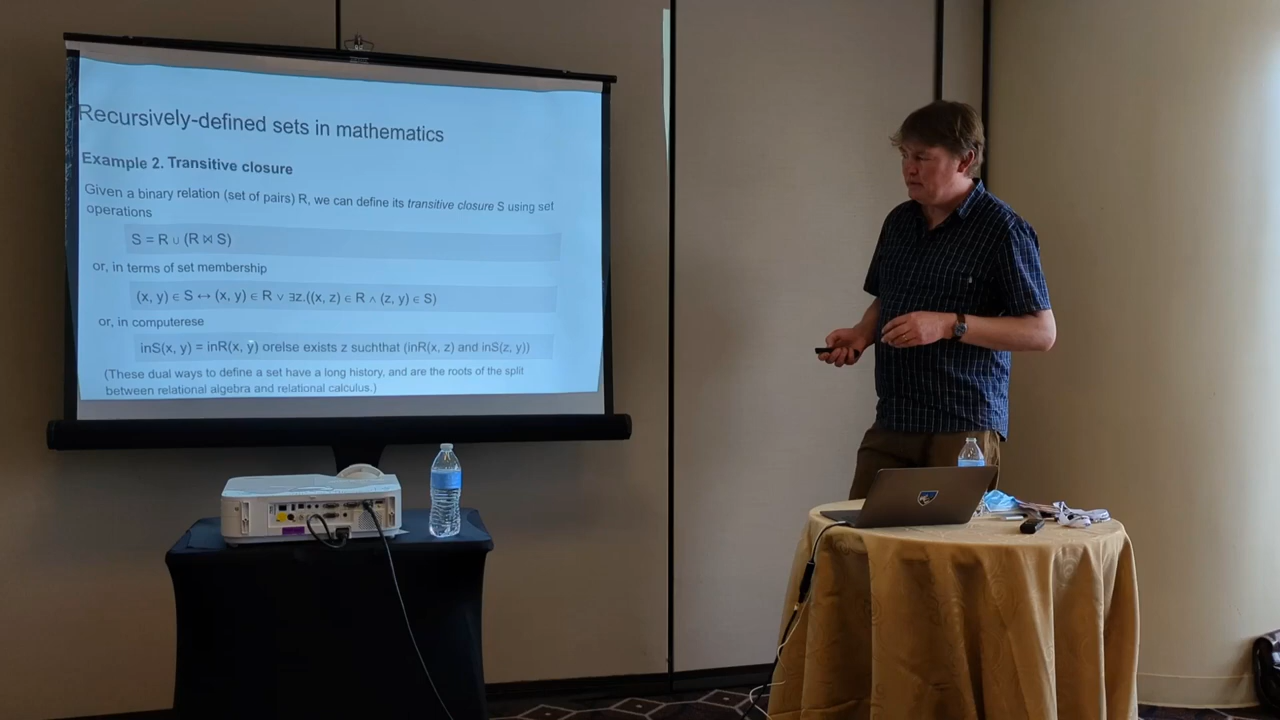 Recursively-defined sets in mathematics
Example 2. Transitive closure
Given a binary relation (set of pairs) R, we can define its transitive closure S using set
operations
S = R ∪ (R ⋈ S)
or, in terms of set membership
(x, y) ∈ S ↔ (x, y) ∈ R ∨ ∃z.((x, z) ∈ R ∧ (z, y) ∈ S)
or, in computerese
inS(x, y) = inR(x, y) orelse exists z suchthat (inR(x, z) and inS(z, y))
(These dual ways to define a set have a long history, and are the roots of the split
between relational algebra and relational calculus.)